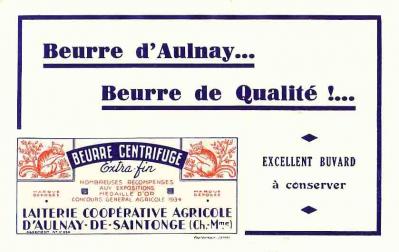 Beurre d'Aulnay...
Beurre de Qualité !....
BEURRE CENTRIFUGE
Extra-fin
NOMBREUSES RÉCOMPENSES
AUX EXPOSITIONS
MÉDAILLE D'OR
CONCOURS GENERAL AGRICOLE 1934
MARQUE
DÉPOSÉE
MARQUE
DÉPOSÉE
LAITERIE COOPÉRATIVE AGRICOLE
D'AULNAY-DE-SAINTONGE (Ch.-Mme)
EXCELLENT BUVARD
à conserver